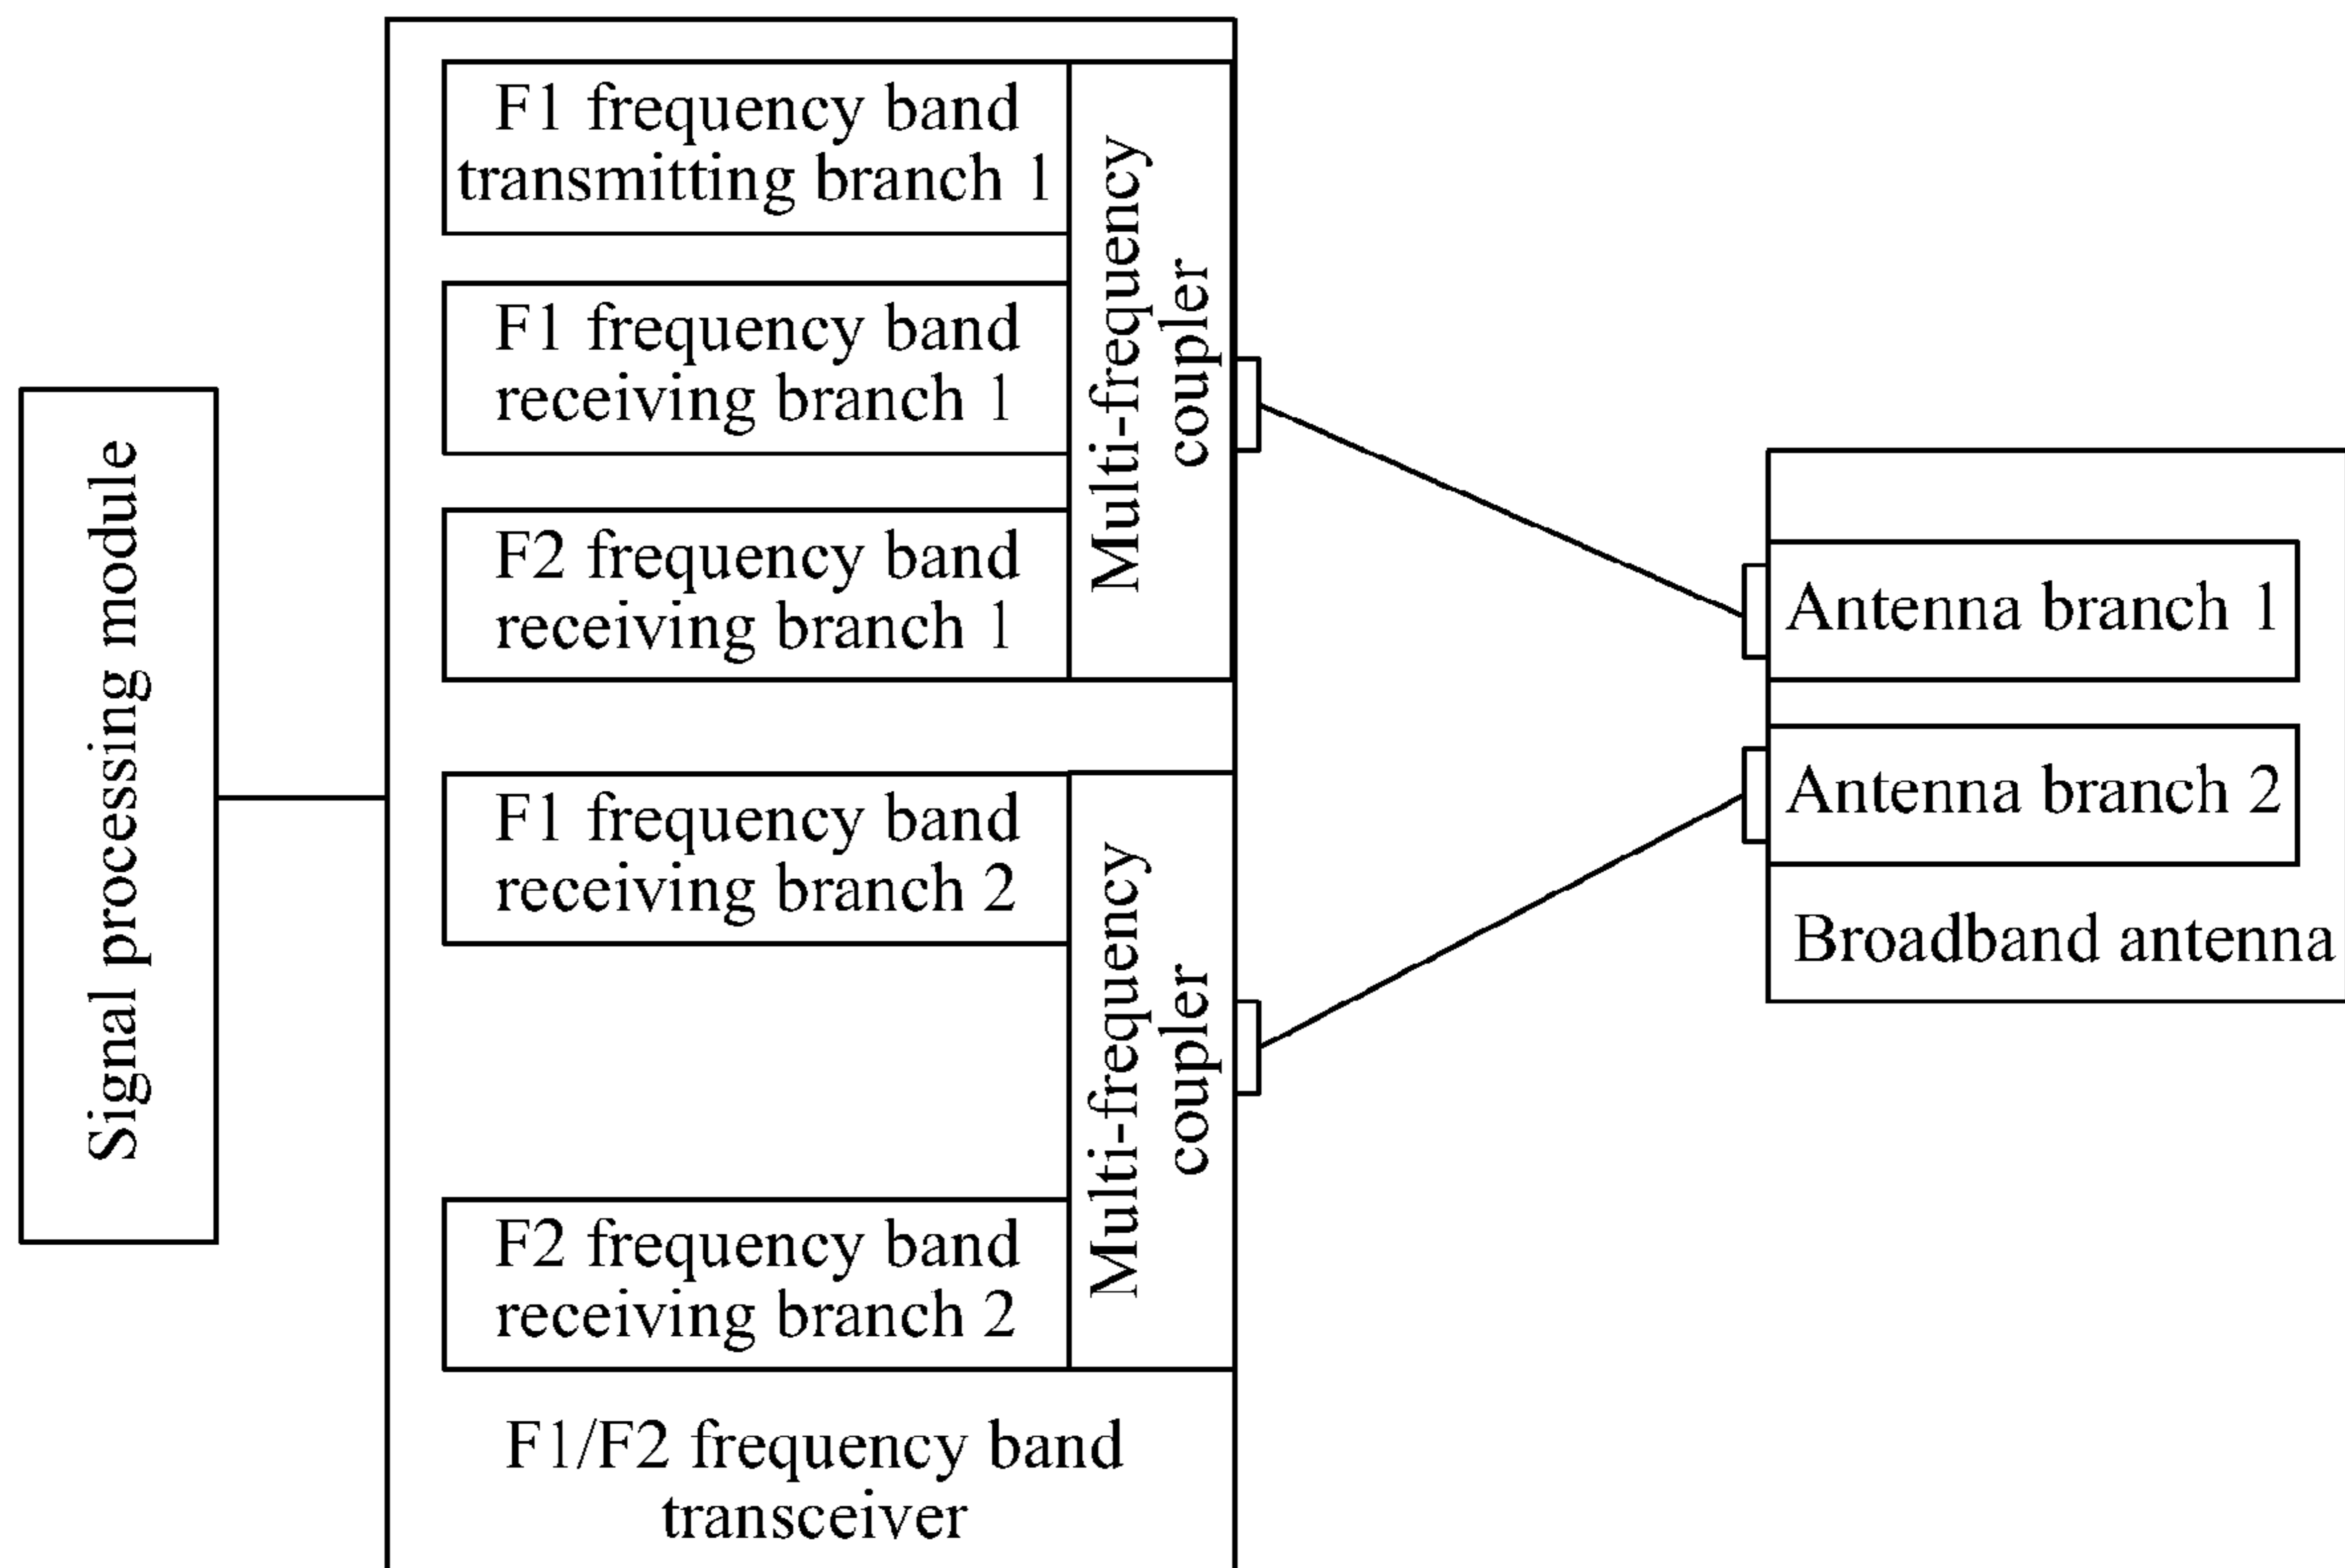 Signal processing module
F1 frequency band
transmitting branch 1
F1 frequency band
receiving branch 1
F2 frequency band
receiving branch 1
Multi-frequency
coupler
F1 frequency band
receiving branch 2
F2 frequency band
receiving branch 2
Multi-frequency
coupler
F1/F2 frequency band
transceiver
Antenna branch 1
Antenna branch 2
Broadband antenna